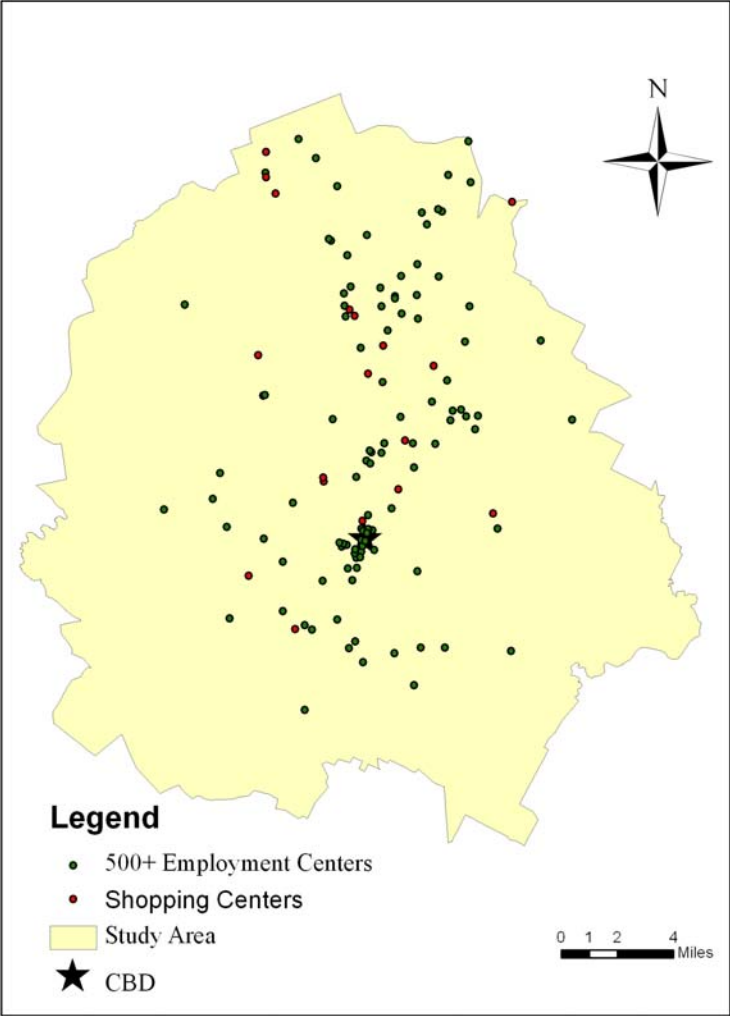 N
Legend
500+ Employment Centers
Shopping Centers
Study Area
CBD
0 1 2 4
Miles